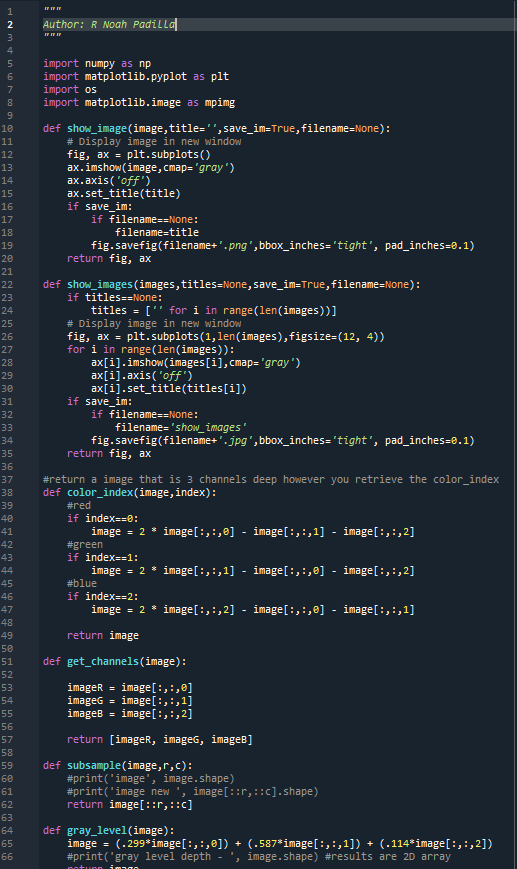 1 """
2 Author: R Noah Padilla
3 """
4
5 import numpy as np
6 import matplotlib.pyplot as plt
7 import os
8 import matplotlib.image as mpimg
9
10 def show_image(image,title='',save_im=True,filename=None):
11     # Display image in new window
12     fig, ax = plt.subplots()
13     ax.imshow(image,cmap='gray')
14     ax.axis('off')
15     ax.set_title(title)
16     if save_im:
17         if filename==None:
18             filename=title
19         fig.savefig(filename+'.png',bbox_inches='tight', pad_inches=0.1)
20     return fig, ax
21
22 def show_images(images,titles=None,save_im=True,filename=None):
23     if titles==None:
24         titles = ['' for i in range(len(images))]
25     # Display image in new window
26     fig, ax = plt.subplots(1,len(images),figsize=(12, 4))
27     for i in range(len(images)):
28         ax[i].imshow(images[i],cmap='gray')
29         ax[i].axis('off')
30         ax[i].set_title(titles[i])
31     if save_im:
32         if filename==None:
33             filename='show_images'
34         fig.savefig(filename+'.jpg',bbox_inches='tight', pad_inches=0.1)
35     return fig, ax
36
37 #return a image that is 3 channels deep however you retrieve the color_index
38 def color_index(image,index):
39     #red
40     if index==0:
41         image = 2 * image[:,:,0] - image[:,:,1] - image[:,:,2]
42     #green
43     if index==1:
44         image = 2 * image[:,:,1] - image[:,:,0] - image[:,:,2]
45     #blue
46     if index==2:
47         image = 2 * image[:,:,2] - image[:,:,0] - image[:,:,1]
48
49     return image
50
51 def get_channels(image):
52
53     imageR = image[:,:,0]
54     imageG = image[:,:,1]
55     imageB = image[:,:,2]
56
57     return [imageR, imageG, imageB]
58
59 def subsample(image,r,c):
60     #print('image', image.shape)
61     #print('image new ', image[::r,::c].shape)
62     return image[::r,::c]
63
64 def gray_level(image):
65     image = (.299*image[:,:,0]) + (.587*image[:,:,1]) + (.114*image[:,:,2])
66     #print('gray level depth - ', image.shape) #results are 2D array
return image